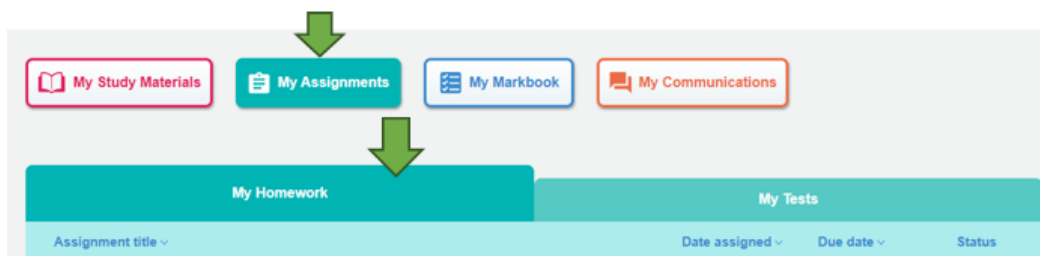 My Study Materials My Assignments My Markbook My Communications
My Homework My Tests
Assignment title Date assigned Due date Status